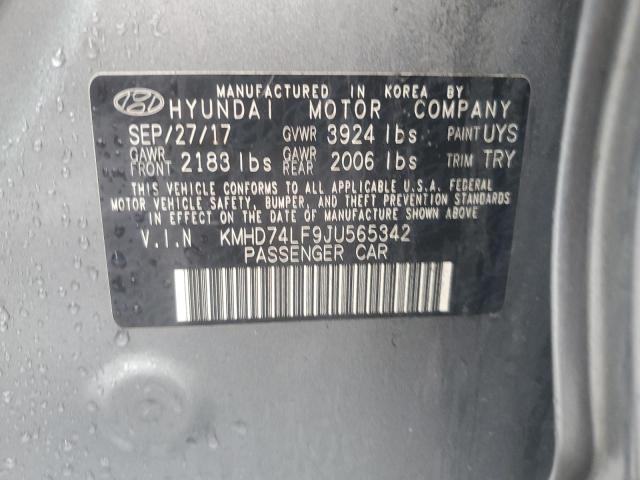 MANUFACTURED IN KOREA BY
HYUNDAI MOTOR COMPANY
SEP/27/17 GVWR 3924 lbs PAINT UYS
GAWR FRONT 2183 lbs GAWR REAR 2006 lbs TRIM TRY
THIS VEHICLE CONFORMS TO ALL APPLICABLE U.S.A. FEDERAL
MOTOR VEHICLE SAFETY, BUMPER, AND THEFT PREVENTION STANDARDS
IN EFFECT ON THE DATE OF MANUFACTURE SHOWN ABOVE.
V.I.N KMHD74LF9JU565342
PASSENGER CAR